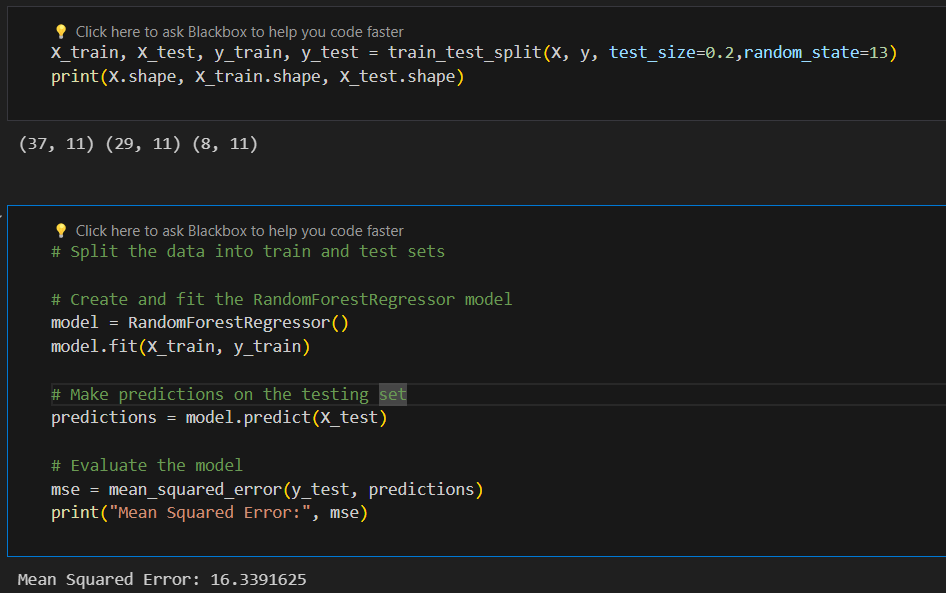 💡 Click here to ask Blackbox to help you code faster
X_train, X_test, y_train, y_test = train_test_split(X, y, test_size=0.2,random_state=13)
print(X.shape, X_train.shape, X_test.shape)
(37, 11) (29, 11) (8, 11)
💡 Click here to ask Blackbox to help you code faster
# Split the data into train and test sets
# Create and fit the RandomForestRegressor model
model = RandomForestRegressor()
model.fit(X_train, y_train)
# Make predictions on the testing set
predictions = model.predict(X_test)
# Evaluate the model
mse = mean_squared_error(y_test, predictions)
print("Mean Squared Error:", mse)
Mean Squared Error: 16.3391625